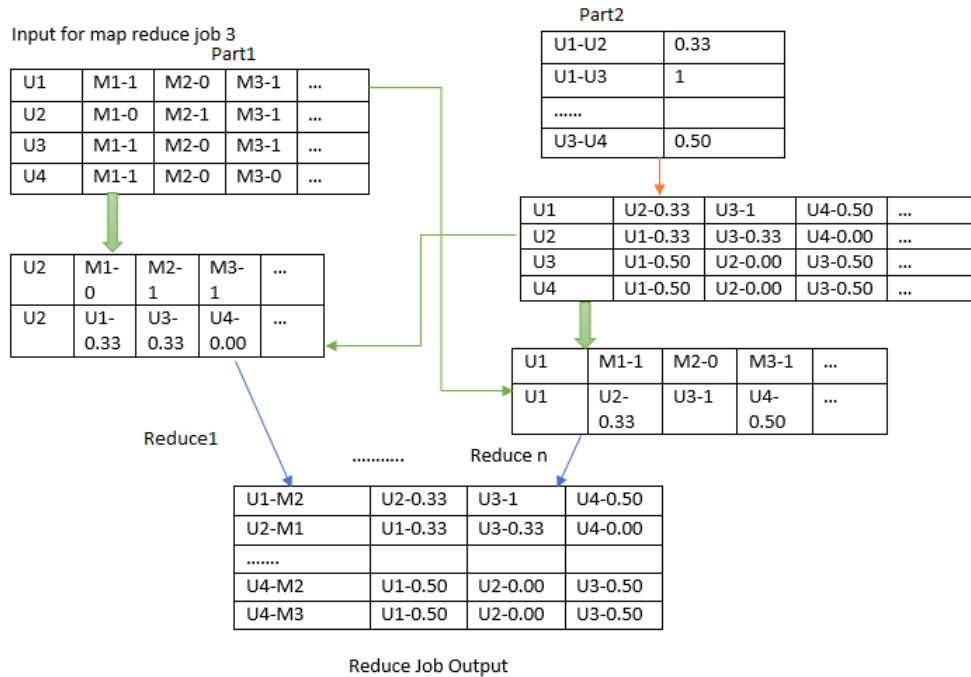 Input for map reduce job 3
Part1
U1 M1-1 M2-0 M3-1 ...
U2 M1-0 M2-1 M3-1 ...
U3 M1-1 M2-0 M3-1 ...
U4 M1-1 M2-0 M3-0 ...
Part2
U1-U2 0.33
U1-U3 1
......
U3-U4 0.50
U1 U2-0.33 U3-1 U4-0.50 ...
U2 U1-0.33 U3-0.33 U4-0.00 ...
U3 U1-0.50 U2-0.00 U3-0.50 ...
U4 U1-0.50 U2-0.00 U3-0.50 ...
U2 M1- M2- M3- ...
0 1 1
U2 U1- U3- U4- ...
0.33 0.33 0.00
U1 M1-1 M2-0 M3-1 ...
U1 U2- U3-1 U4- ...
0.33 0.50
Reduce1
...........
Reduce n
U1-M2 U2-0.33 U3-1 U4-0.50
U2-M1 U1-0.33 U3-0.33 U4-0.00
.......
U4-M2 U1-0.50 U2-0.00 U3-0.50
U4-M3 U1-0.50 U2-0.00 U3-0.50
Reduce Job Output